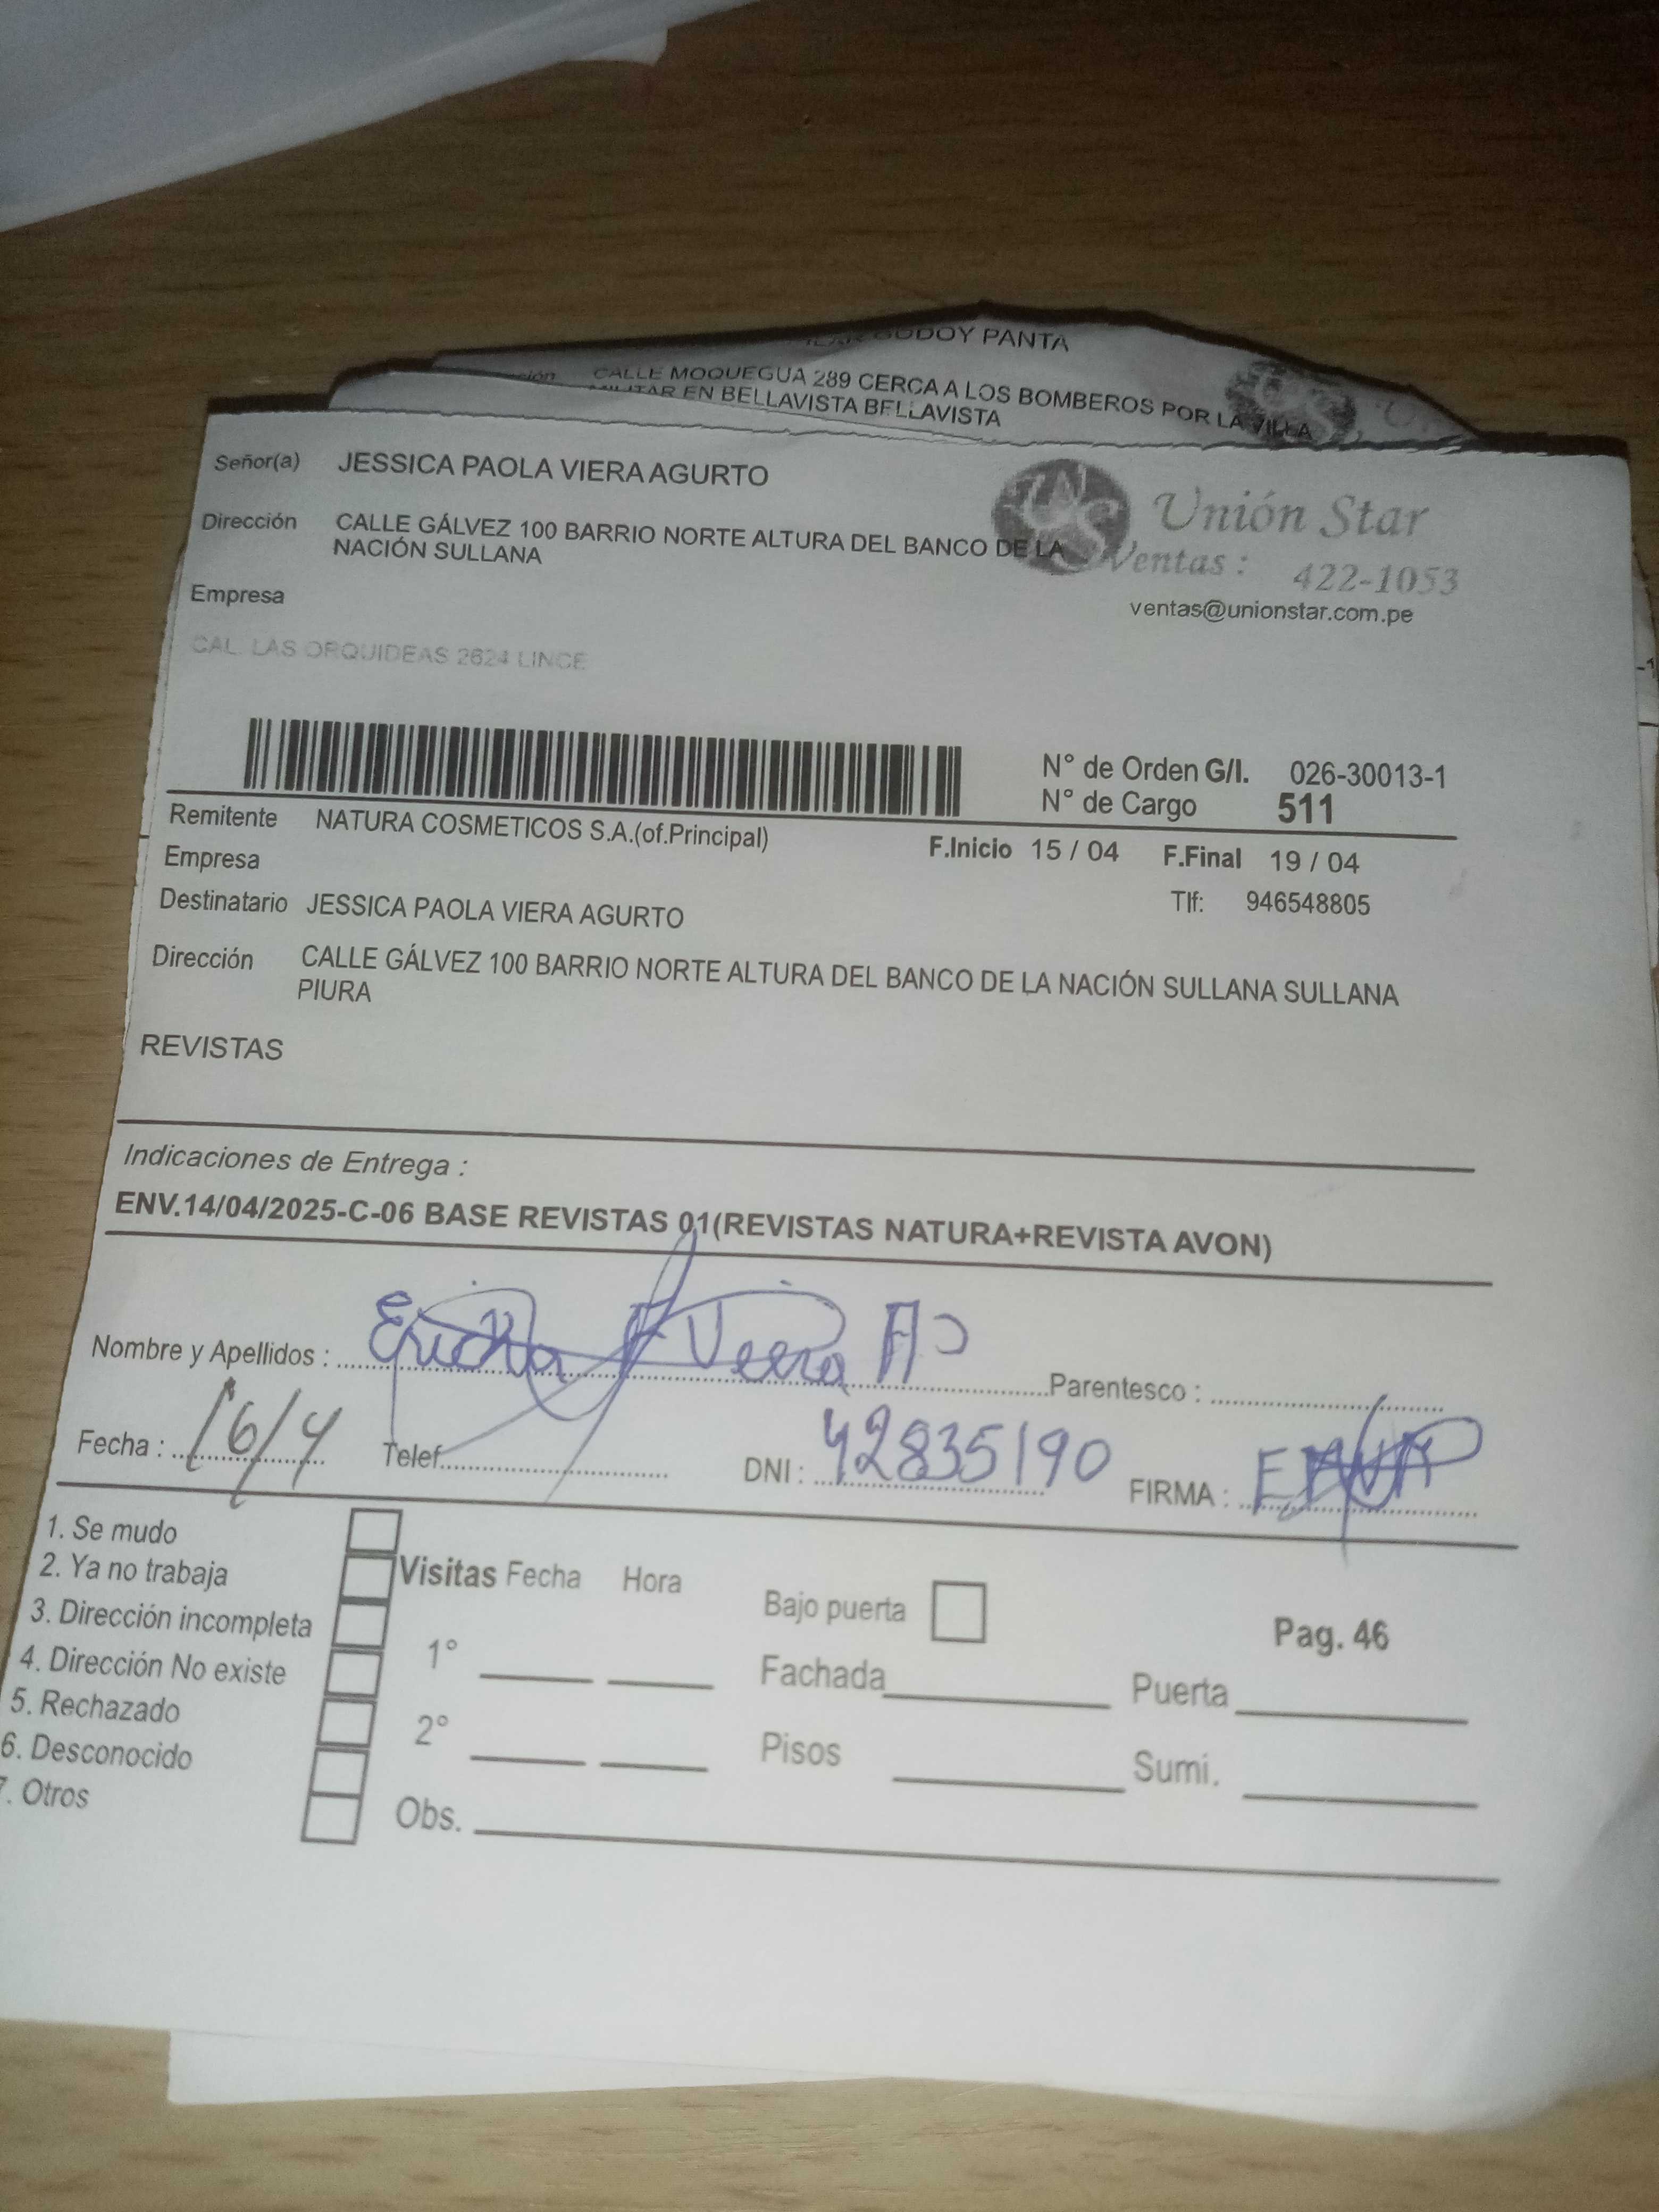 GODOY PANTA
CALLE MOQUEGUA 289 CERCA A LOS BOMBEROS POR LA VILLA
MILITAR EN BELLAVISTA BELLAVISTA
Señor(a) JESSICA PAOLA VIERA AGURTO
Dirección CALLE GÁLVEZ 100 BARRIO NORTE ALTURA DEL BANCO DE LA
NACIÓN SULLANA
Unión Star
Ventas : 422-1053
ventas@unionstar.com.pe
Empresa
CAL. LAS ORQUIDEAS 2624 LINCE
N° de Orden G/I. 026-30013-1
N° de Cargo 511
Remitente NATURA COSMETICOS S.A.(of.Principal)
F.Inicio 15 / 04 F.Final 19 / 04
Empresa
Tlf: 946548805
Destinatario JESSICA PAOLA VIERA AGURTO
Dirección CALLE GÁLVEZ 100 BARRIO NORTE ALTURA DEL BANCO DE LA NACIÓN SULLANA SULLANA
PIURA
REVISTAS
Indicaciones de Entrega :
ENV.14/04/2025-C-06 BASE REVISTAS 01(REVISTAS NATURA+REVISTA AVON)
Nombre y Apellidos : Ericka Viera A Parentesco :
Fecha : 16/4 Telef. DNI : 42835190 FIRMA :
1. Se mudo
2. Ya no trabaja
3. Dirección incompleta
4. Dirección No existe
5. Rechazado
6. Desconocido
7. Otros
Visitas Fecha Hora
1°
2°
Obs.
Bajo puerta
Pag. 46
Fachada Puerta
Pisos Sumi.